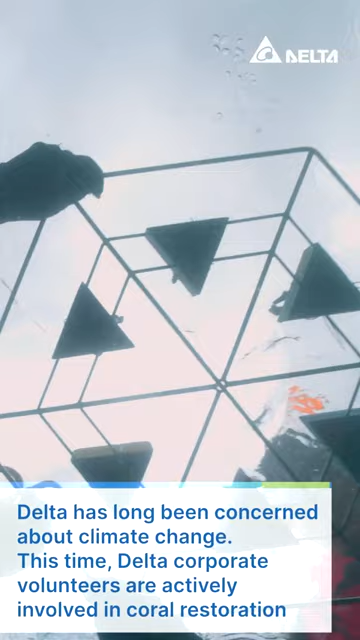 DELTA
Delta has long been concerned
about climate change.
This time, Delta corporate
volunteers are actively
involved in coral restoration